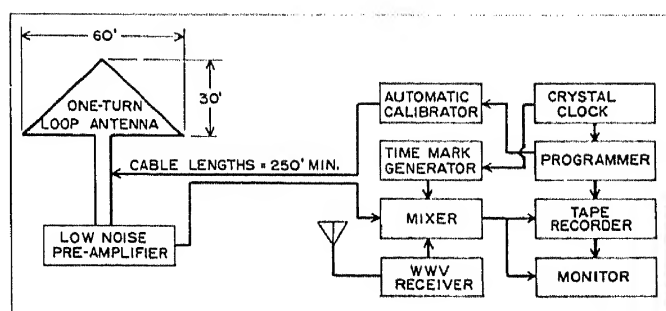 60'
30'
ONE-TURN
LOOP ANTENNA
CABLE LENGTHS = 250' MIN.
LOW NOISE
PRE-AMPLIFIER
AUTOMATIC
CALIBRATOR
CRYSTAL
CLOCK
TIME MARK
GENERATOR
PROGRAMMER
MIXER
TAPE
RECORDER
WWV
RECEIVER
MONITOR